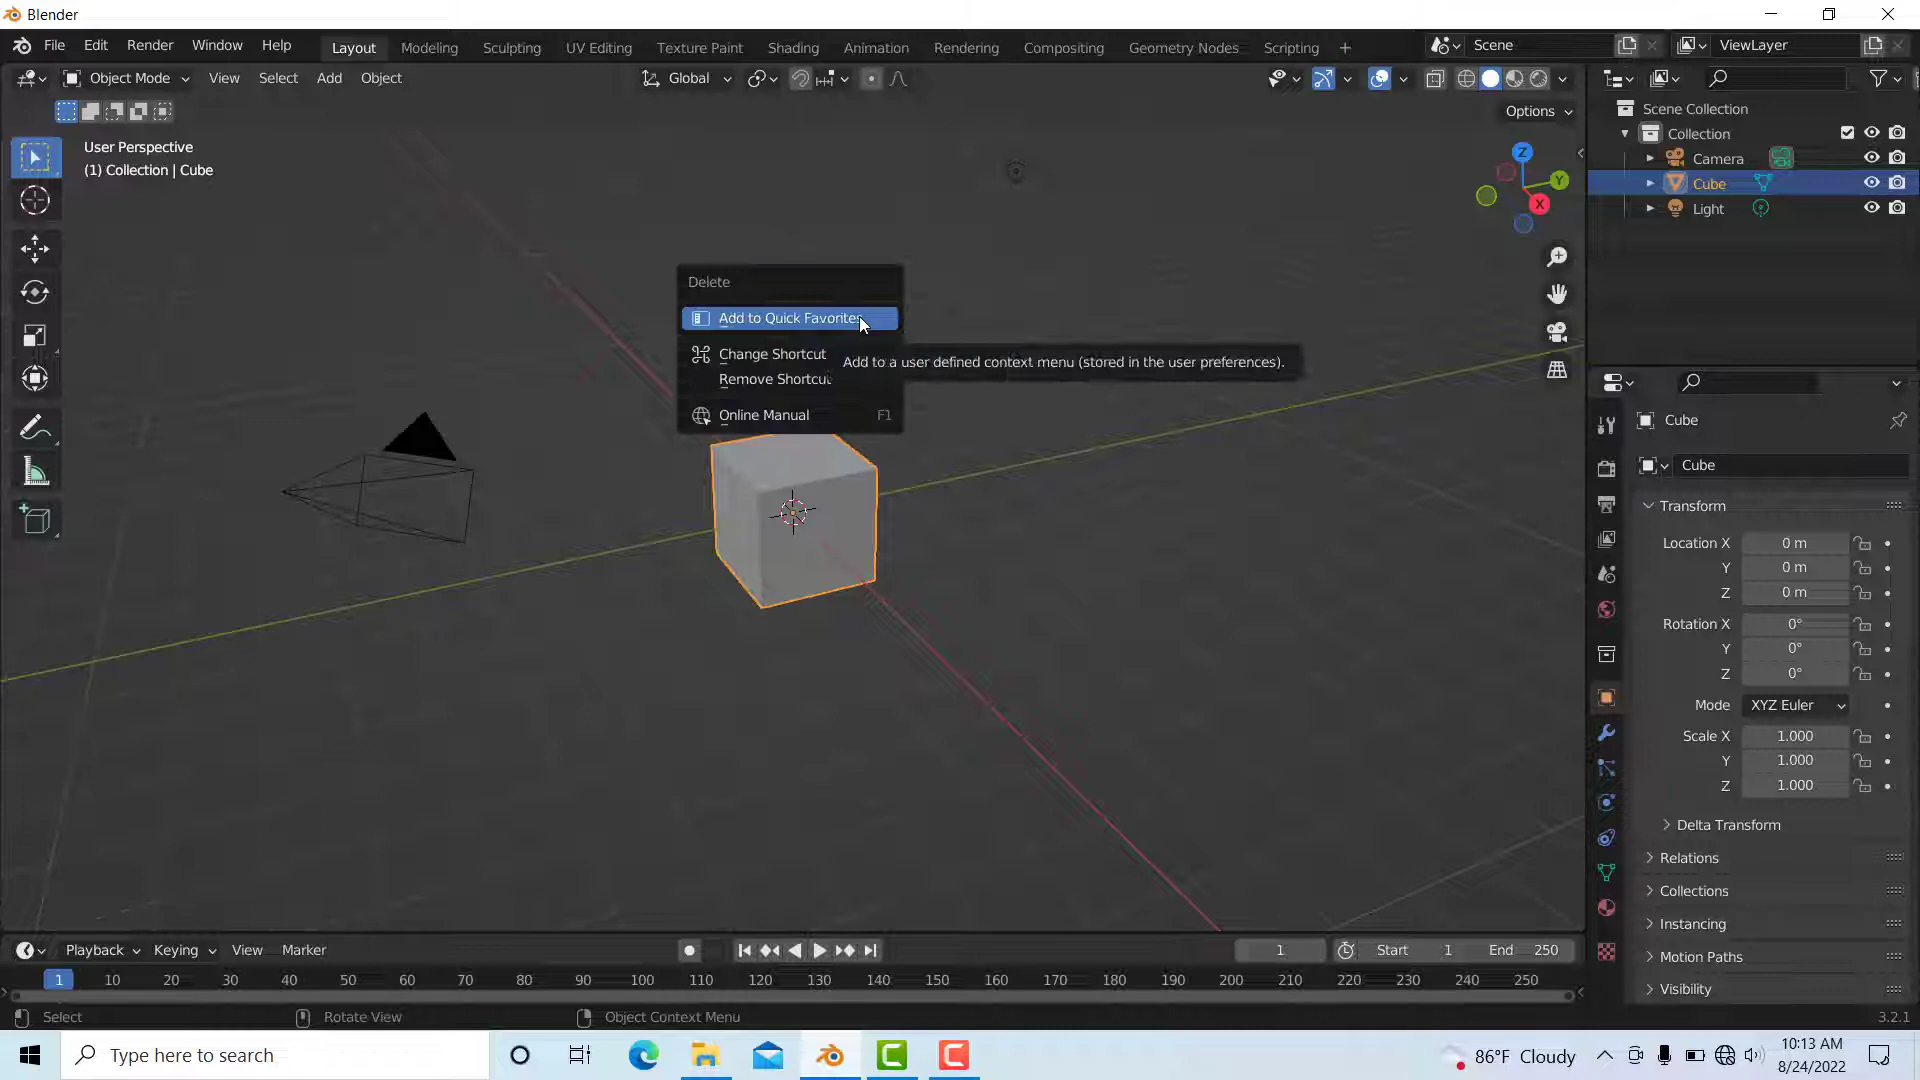 Blender
File Edit Render Window Help
Layout Modeling Sculpting UV Editing Texture Paint Shading Animation Rendering Compositing Geometry Nodes Scripting +
Scene
ViewLayer
Object Mode View Select Add Object
Global
Options
User Perspective
(1) Collection | Cube
Z
Y
X
Scene Collection
Collection
Camera
Cube
Light
Delete
Add to Quick Favorites
Change Shortcut
Remove Shortcut
Online Manual F1
Add to a user defined context menu (stored in the user preferences).
Cube
Cube
Transform
Location X 0 m
Y 0 m
Z 0 m
Rotation X 0°
Y 0°
Z 0°
Mode XYZ Euler
Scale X 1.000
Y 1.000
Z 1.000
Delta Transform
Relations
Collections
Instancing
Motion Paths
Visibility
Playback Keying View Marker
1 Start 1 End 250
1 10 20 30 40 50 60 70 80 90 100 110 120 130 140 150 160 170 180 190 200 210 220 230 240 250
Select Rotate View Object Context Menu
3.2.1
Type here to search
86°F Cloudy
10:13 AM
8/24/2022